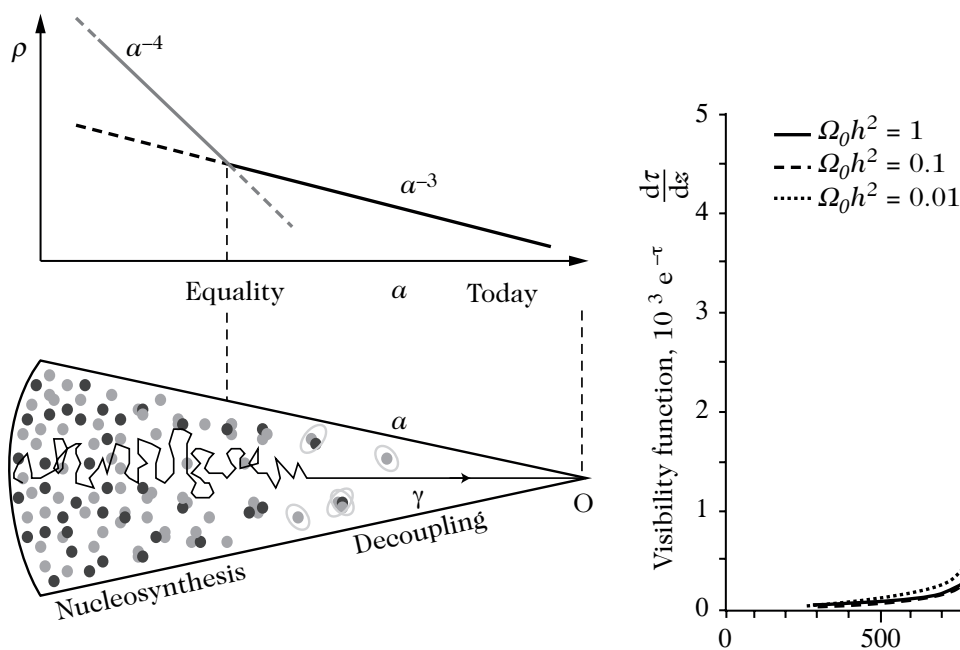 ρ
a⁻⁴
a⁻³
Equality a Today
a
γ
O
Decoupling
Nucleosynthesis
Visibility function, 10³ e⁻τ dτ/dz
5
4
3
2
1
0
0 500
Ω₀h² = 1
Ω₀h² = 0.1
Ω₀h² = 0.01